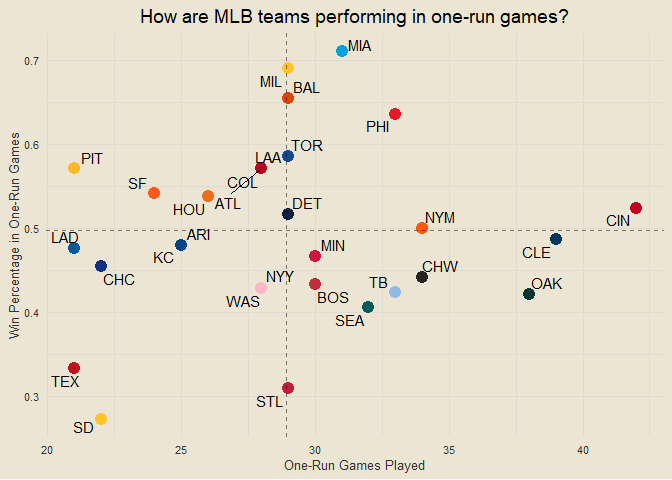 How are MLB teams performing in one-run games?
Win Percentage in One-Run Games
0.7
0.6
0.5
0.4
0.3
MIA
MIL
BAL
PHI
TOR
LAA
PIT
COL
SF
HOU
ATL
DET
NYM
CIN
LAD
ARI
KC
MIN
CLE
CHC
CHW
NYY
WAS
BOS
TB
OAK
SEA
TEX
STL
SD
20
25
30
35
40
One-Run Games Played